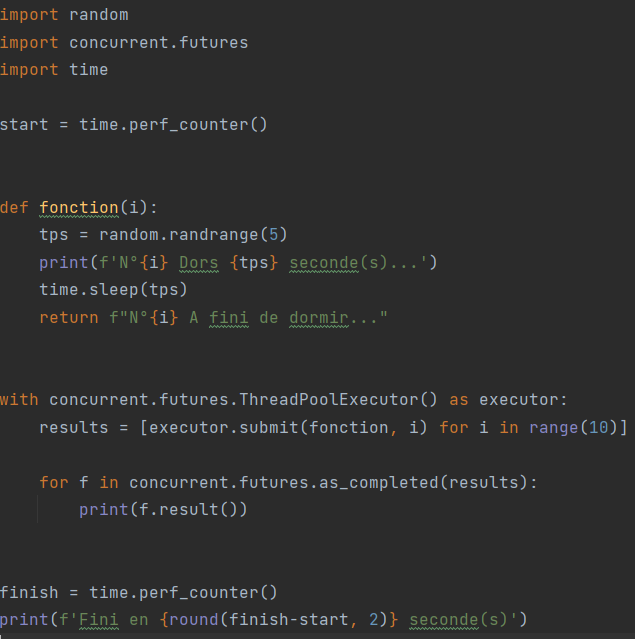 import random
import concurrent.futures
import time
start = time.perf_counter()
def fonction(i):
    tps = random.randrange(5)
    print(f'N°{i} Dors {tps} seconde(s)...')
    time.sleep(tps)
    return f"N°{i} A fini de dormir..."
with concurrent.futures.ThreadPoolExecutor() as executor:
    results = [executor.submit(fonction, i) for i in range(10)]
    for f in concurrent.futures.as_completed(results):
        print(f.result())
finish = time.perf_counter()
print(f'Fini en {round(finish-start, 2)} seconde(s)')